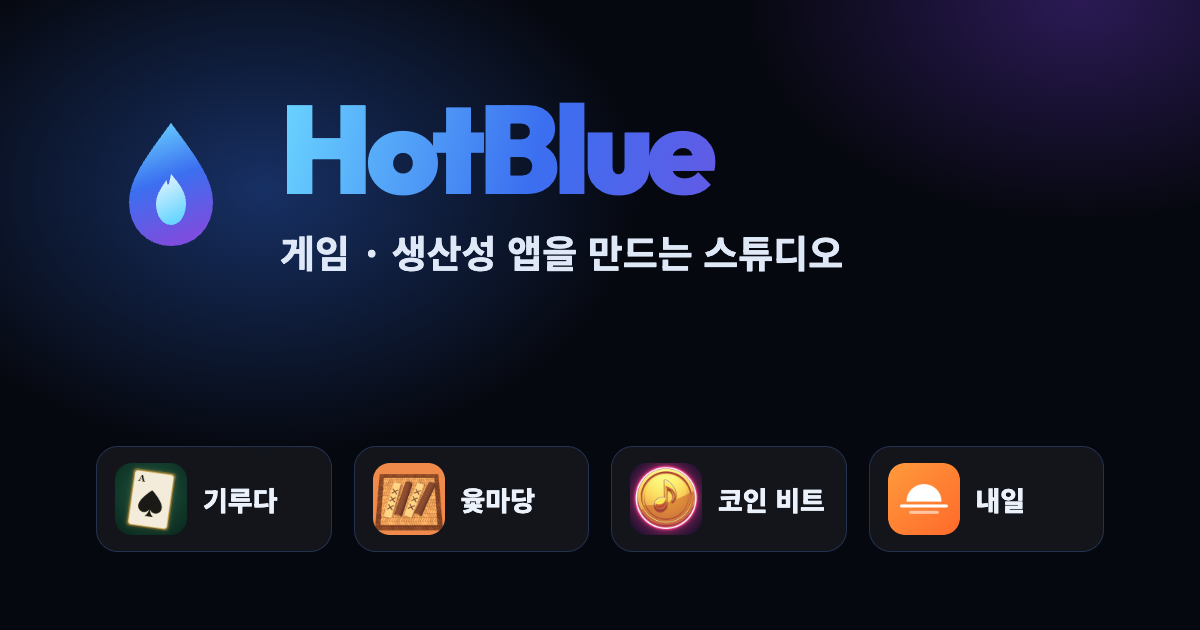 HotBlue
게임 · 생산성 앱을 만드는 스튜디오
A
기루다
윷마당
코인 비트
내일